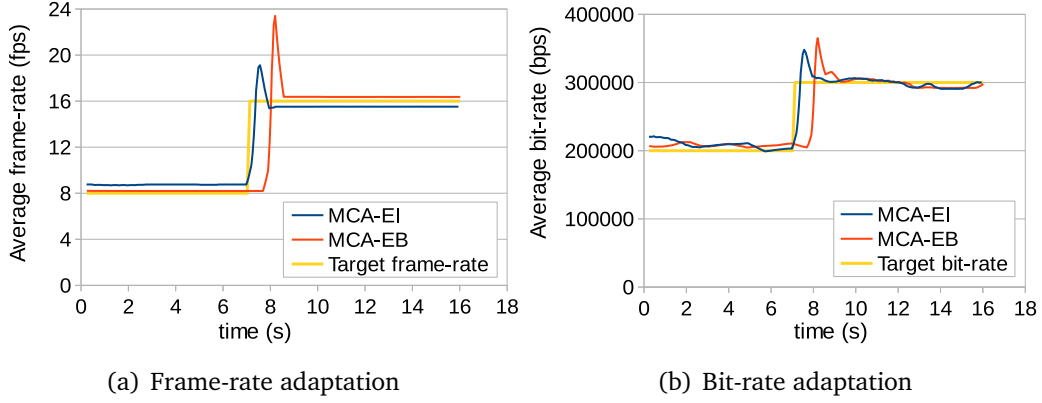 Average frame-rate (fps)
24
20
16
12
8
4
0
MCA-EI
MCA-EB
Target frame-rate
0 2 4 6 8 10 12 14 16 18
time (s)
(a) Frame-rate adaptation
Average bit-rate (bps)
400000
300000
200000
100000
0
MCA-EI
MCA-EB
Target bit-rate
0 2 4 6 8 10 12 14 16 18
time (s)
(b) Bit-rate adaptation